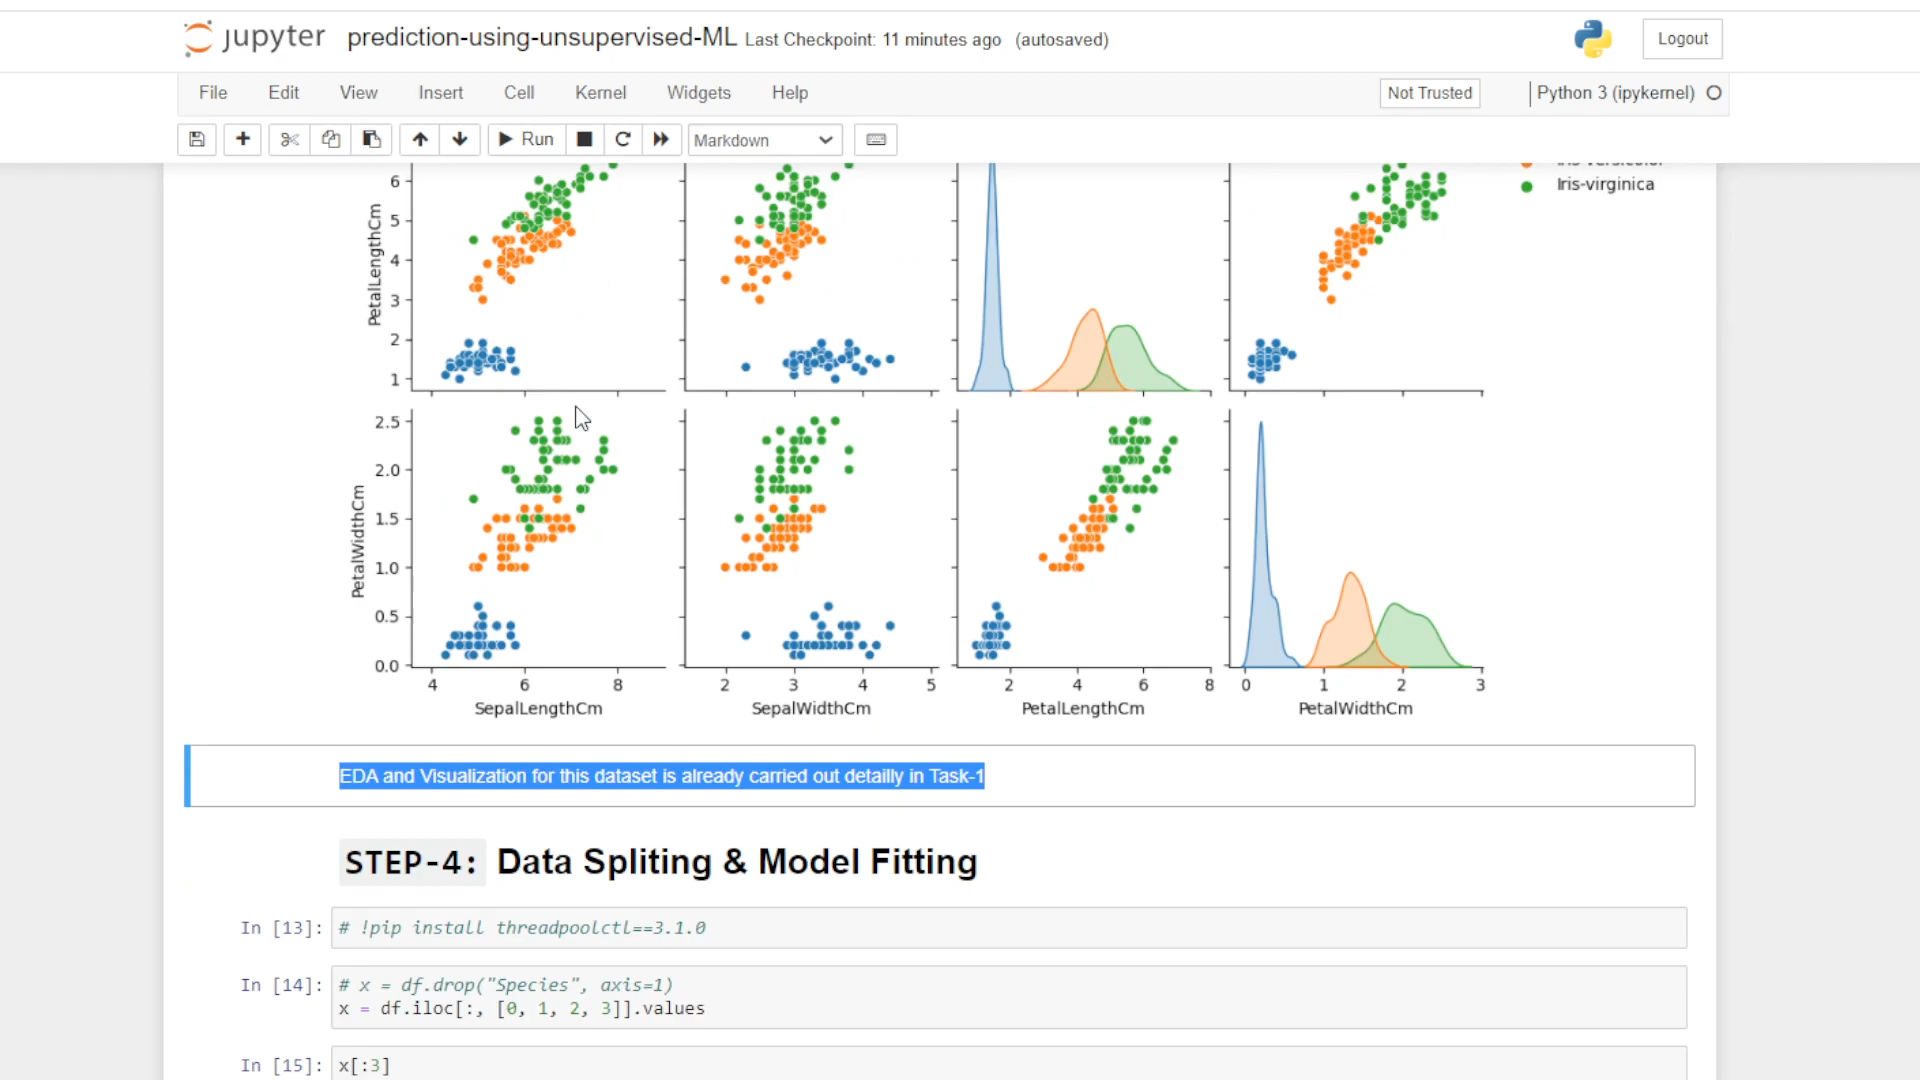 jupyter prediction-using-unsupervised-ML Last Checkpoint: 11 minutes ago (autosaved) Logout
File Edit View Insert Cell Kernel Widgets Help Not Trusted Python 3 (ipykernel)
Run Markdown
Iris-virginica
PetalLengthCm
6
5
4
3
2
1
PetalWidthCm
2.5
2.0
1.5
1.0
0.5
0.0
4 6 8 2 3 4 5 2 4 6 8 0 1 2 3
SepalLengthCm SepalWidthCm PetalLengthCm PetalWidthCm
EDA and Visualization for this dataset is already carried out detailly in Task-1
STEP-4: Data Spliting & Model Fitting
In [13]: # !pip install threadpoolctl==3.1.0
In [14]: # x = df.drop("Species", axis=1)
x = df.iloc[:, [0, 1, 2, 3]].values
In [15]: x[:3]